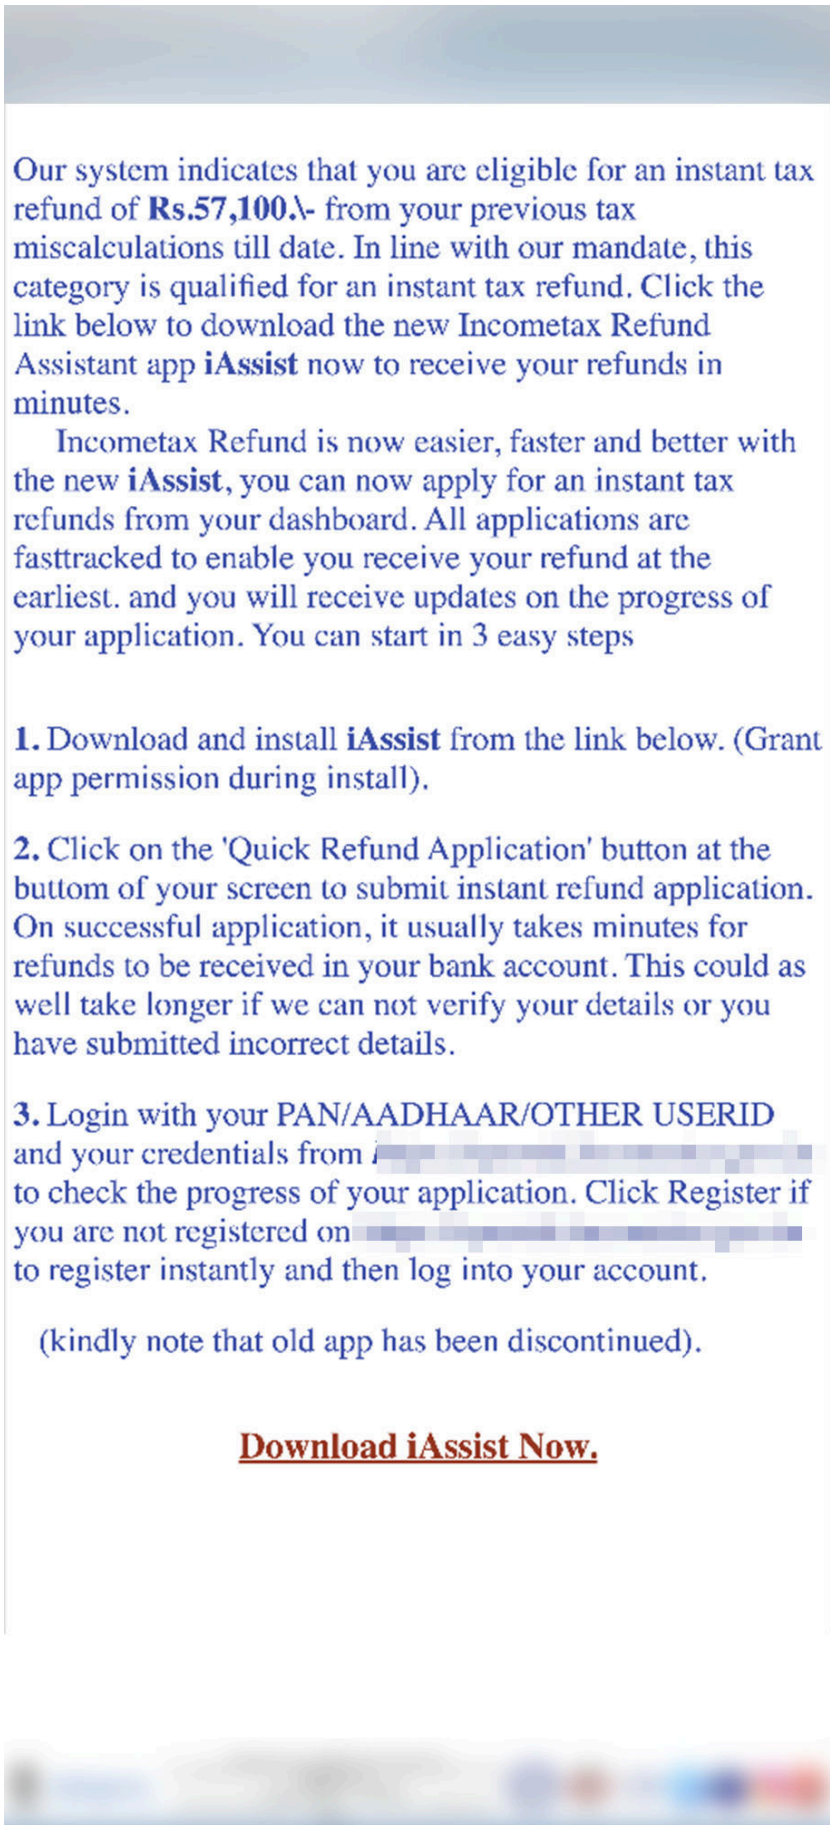 Our system indicates that you are eligible for an instant tax
refund of Rs.57,100.\- from your previous tax
miscalculations till date. In line with our mandate, this
category is qualified for an instant tax refund. Click the
link below to download the new Incometax Refund
Assistant app iAssist now to receive your refunds in
minutes.
Incometax Refund is now easier, faster and better with
the new iAssist, you can now apply for an instant tax
refunds from your dashboard. All applications are
fasttracked to enable you receive your refund at the
earliest. and you will receive updates on the progress of
your application. You can start in 3 easy steps
1. Download and install iAssist from the link below. (Grant
app permission during install).
2. Click on the 'Quick Refund Application' button at the
buttom of your screen to submit instant refund application.
On successful application, it usually takes minutes for
refunds to be received in your bank account. This could as
well take longer if we can not verify your details or you
have submitted incorrect details.
3. Login with your PAN/AADHAAR/OTHER USERID
and your credentials from
to check the progress of your application. Click Register if
you are not registered on
to register instantly and then log into your account.
(kindly note that old app has been discontinued).
Download iAssist Now.